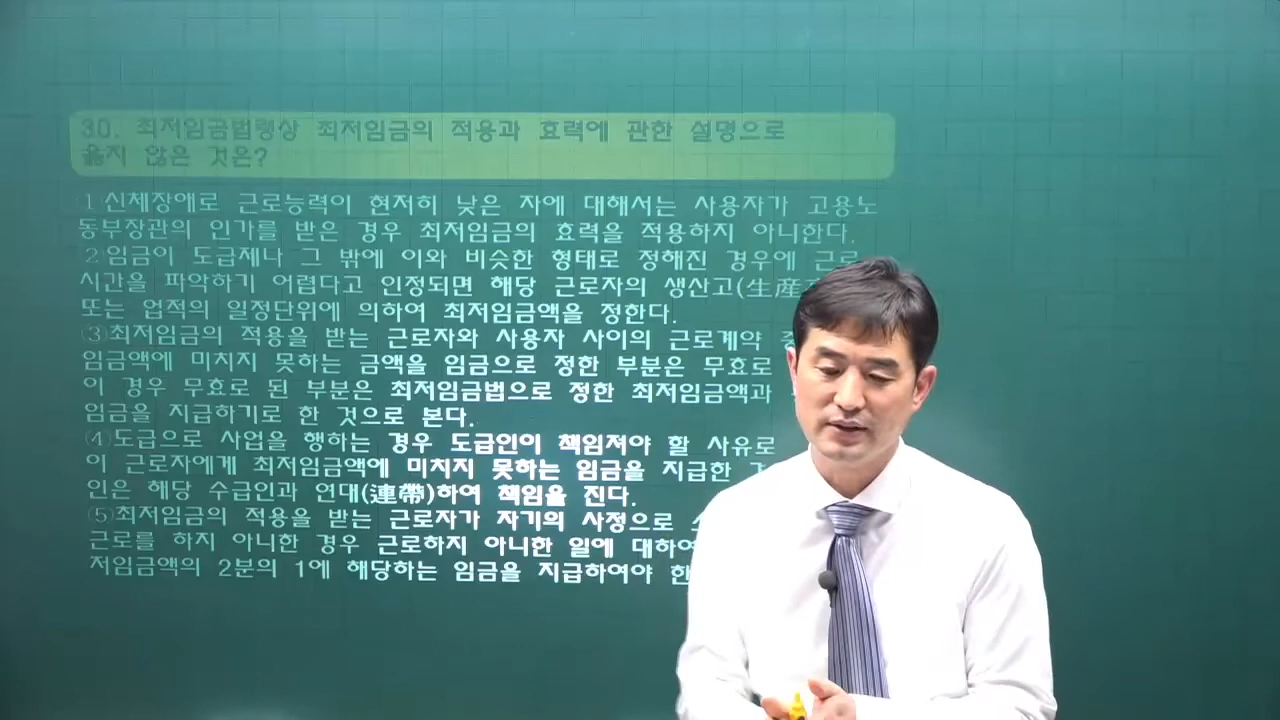 30. 최저임금법령상 최저임금의 적용과 효력에 관한 설명으로
옳지 않은 것은?
① 신체장애로 근로능력이 현저히 낮은 자에 대해서는 사용자가 고용노
동부장관의 인가를 받은 경우 최저임금의 효력을 적용하지 아니한다.
②임금이 도급제나 그 밖에 이와 비슷한 형태로 정해진 경우에 근로
시간을 파악하기 어렵다고 인정되면 해당 근로자의 생산고(生産
또는 업적의 일정단위에 의하여 최저임금액을 정한다.
③최저임금의 적용을 받는 근로자와 사용자 사이의 근로계약
임금액에 미치지 못하는 금액을 임금으로 정한 부분은 무효로
이 경우 무효로 된 부분은 최저임금법으로 정한 최저임금액과
임금을 지급하기로 한 것으로 본다.
④도급으로 사업을 행하는 경우 도급인이 책임져야 할 사유로
이 근로자에게 최저임금액에 미치지 못하는 임금을 지급한
인은 해당 수급인과 연대(連帶)하여 책임을 진다.
⑤최저임금의 적용을 받는 근로자가 자기의 사정으로
근로를 하지 아니한 경우 근로하지 아니한 일에 대하여
저임금액의 2분의 1에 해당하는 임금을 지급하여야 한